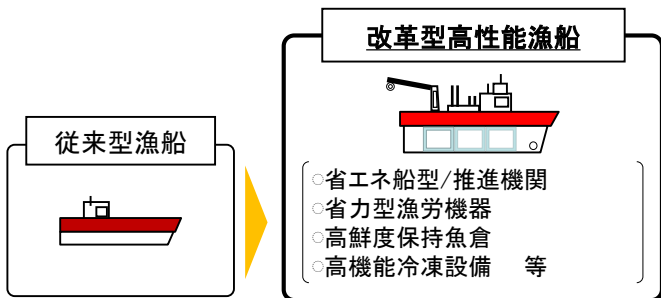 改革型高性能漁船
従来型漁船
○省エネ船型/推進機関
○省力型漁労機器
○高鮮度保持魚倉
○高機能冷凍設備　等